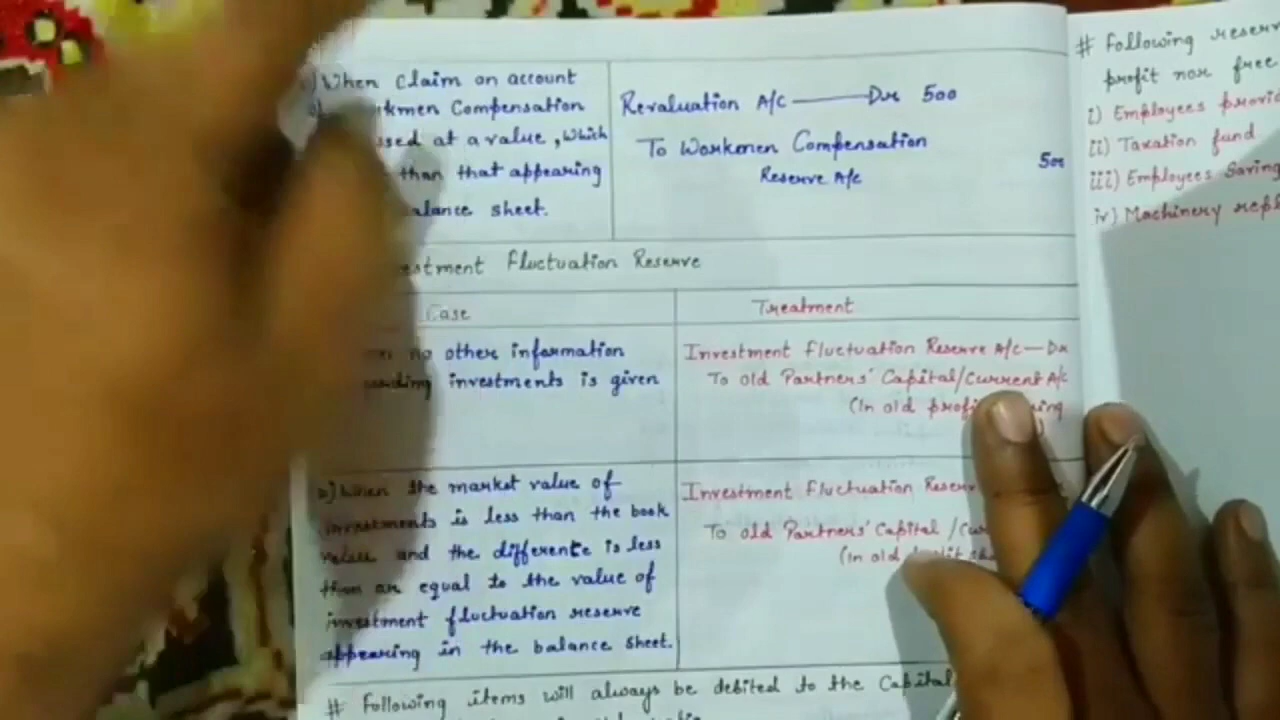 When claim on account
Compensation
at a value, which
than that appearing
sheet.
Revaluation A/c — Dr 500
To Workmen Compensation
Reserve A/c
500
Fluctuation Reserve
Case
Treatment
no other information
investments is given
Investment Fluctuation Reserve A/c — Dr
To old Partners' Capital/Current A/c
(In old
b) When the market value of
investments is less than the book
value and the difference is less
than or equal to the value of
investment fluctuation reserve
appearing in the balance sheet.
Investment Fluctuation
To old Partners' Capital /
(In old
# Following items will always be debited to the Capital
# Following
profit nor free
i) Employees
ii) Taxation fund
iii) Employees
iv) Machinery